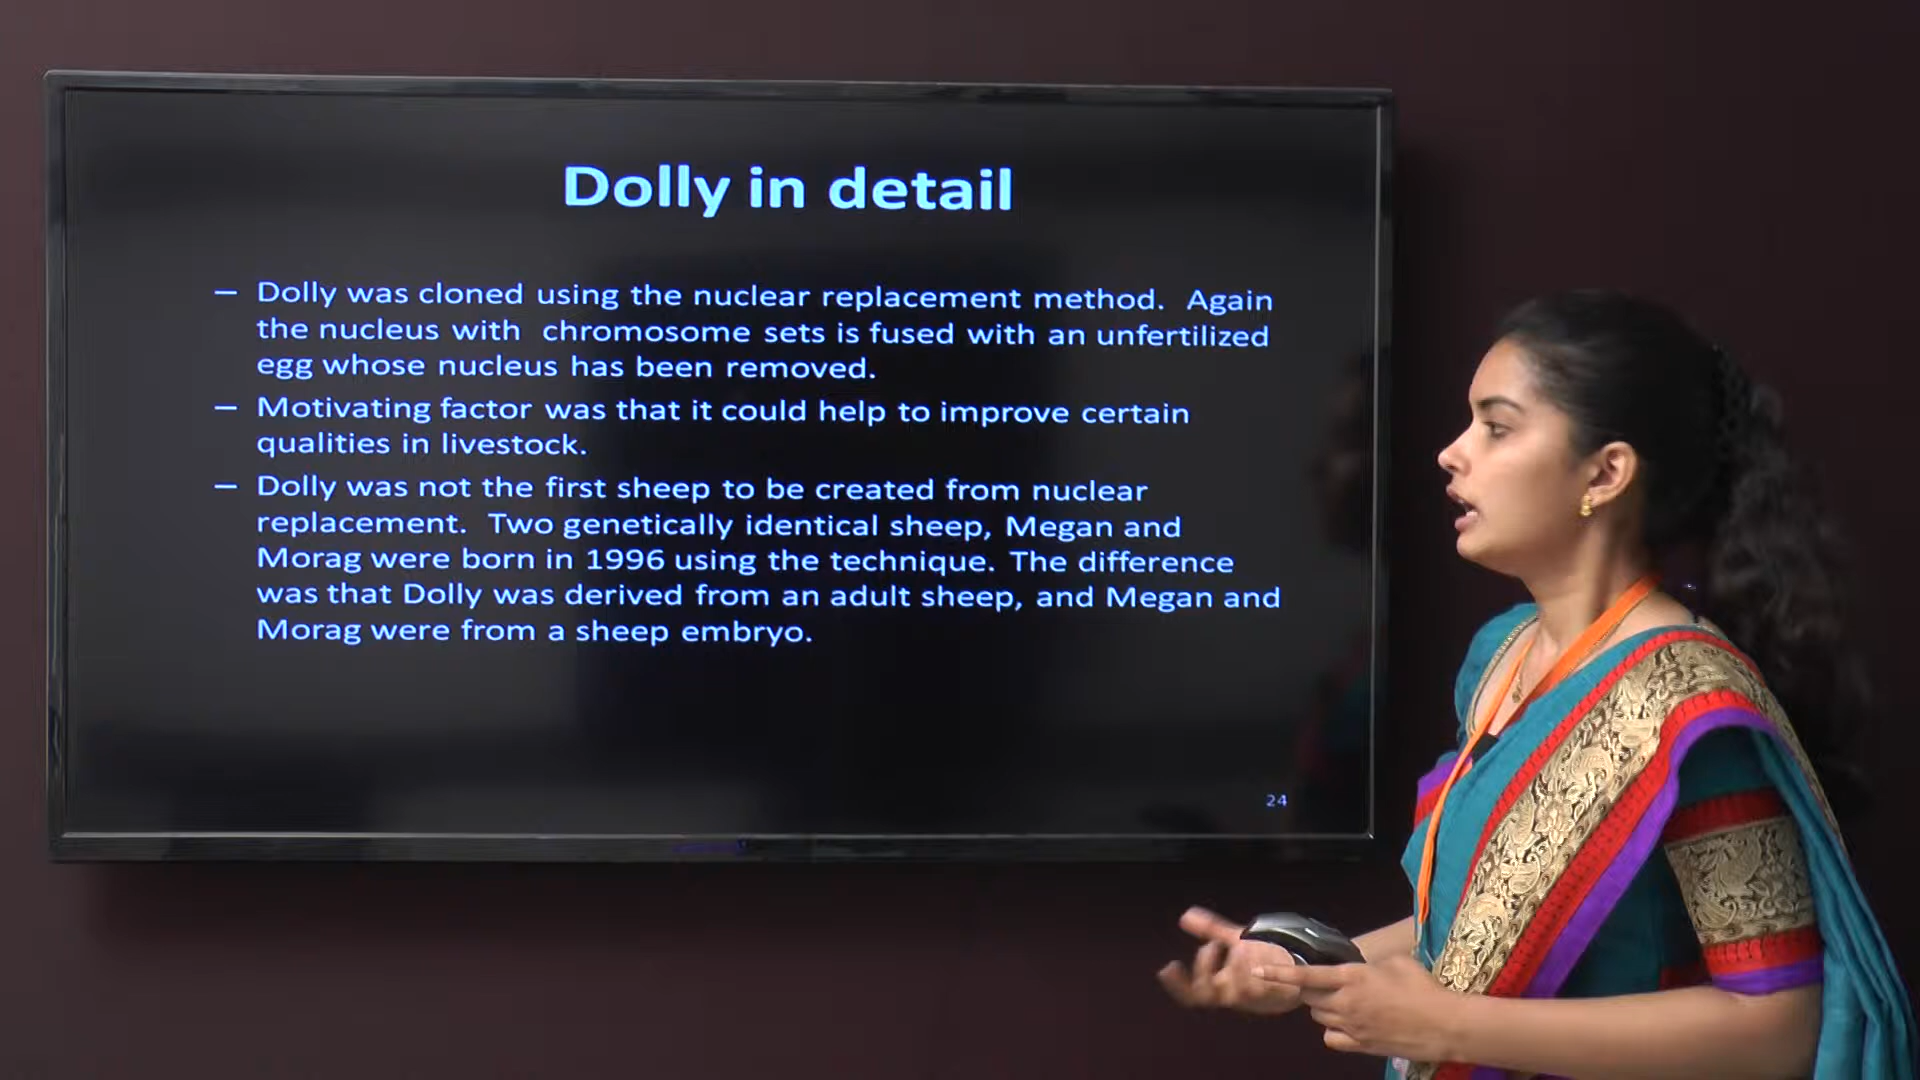 Dolly in detail
– Dolly was cloned using the nuclear replacement method.  Again
the nucleus with  chromosome sets is fused with an unfertilized
egg whose nucleus has been removed.
– Motivating factor was that it could help to improve certain
qualities in livestock.
– Dolly was not the first sheep to be created from nuclear
replacement.  Two genetically identical sheep, Megan and
Morag were born in 1996 using the technique. The difference
was that Dolly was derived from an adult sheep, and Megan and
Morag were from a sheep embryo.
24